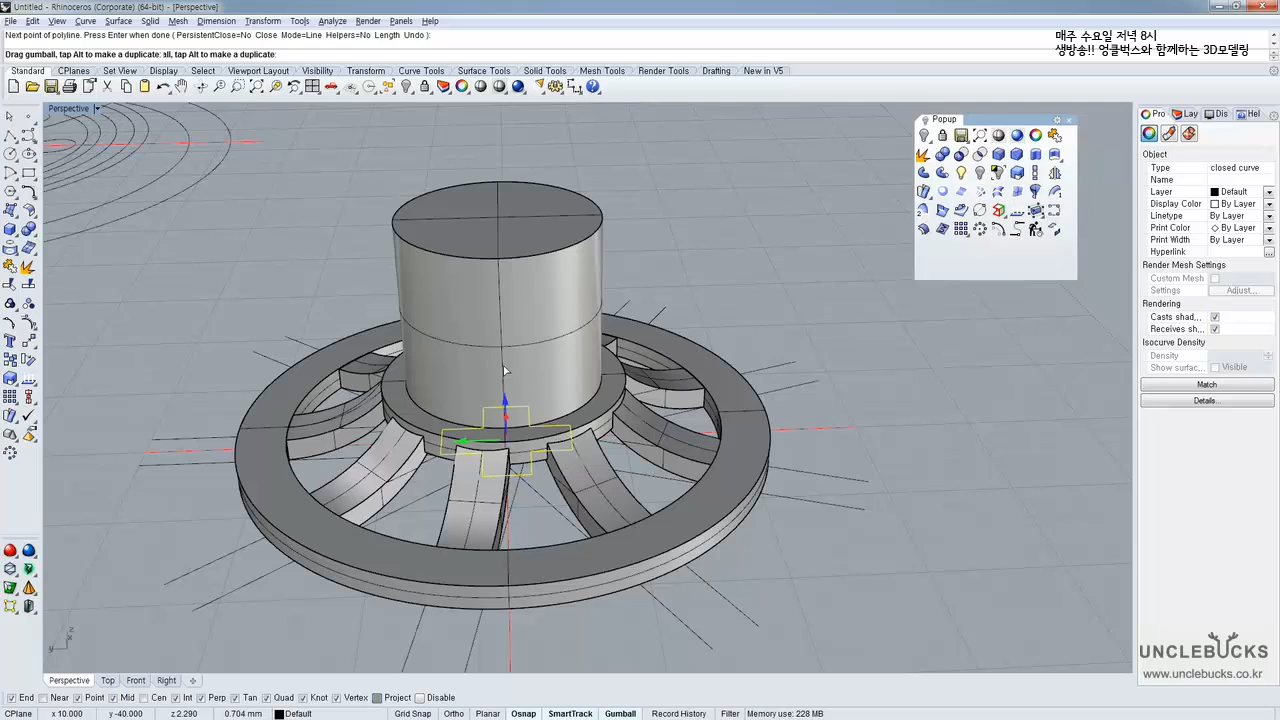 Untitled - Rhinoceros (Corporate) (64-bit) - [Perspective]
File Edit View Curve Surface Solid Mesh Dimension Transform Tools Analyze Render Panels Help
Next point of polyline. Press Enter when done ( PersistentClose=No Close Mode=Line Helpers=No Length Undo ):
매주 수요일 저녁 8시
생방송!! 엉클벅스와 함께하는 3D모델링
Drag gumball, tap Alt to make a duplicate: all, tap Alt to make a duplicate:
Standard CPlanes Set View Display Select Viewport Layout Visibility Transform Curve Tools Surface Tools Solid Tools Mesh Tools Render Tools Drafting New in V5
Perspective
Popup
Pro Lay Dis Hel
Object
Type closed curve
Name
Layer Default
Display Color By Layer
Linetype By Layer
Print Color By Layer
Print Width By Layer
Hyperlink ...
Render Mesh Settings
Custom Mesh
Settings Adjust...
Rendering
Casts shad...
Receives sh...
Isocurve Density
Density
Show surfac... Visible
Match
Details...
z
x
y
UNCLEBUCKS
www.unclebucks.co.kr
Perspective Top Front Right
End Near Point Mid Cen Int Perp Tan Quad Knot Vertex Project Disable
CPlane x 10.000 y -40.000 z 2.290 0.704 mm Default Grid Snap Ortho Planar Osnap SmartTrack Gumball Record History Filter Memory use: 228 MB